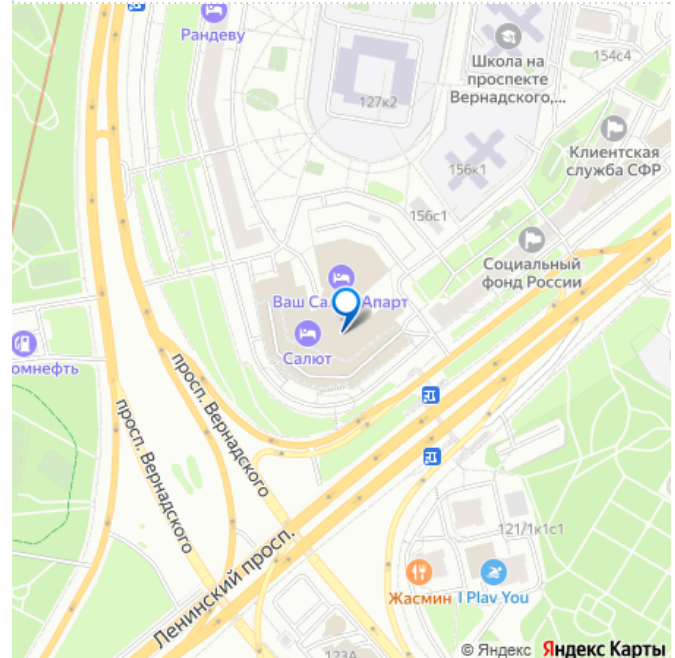 Рандеву
Школа на
проспекте
Вернадского,...
154с4
127к2
Клиентская
служба СФР
156к1
156с1
Социальный
фонд России
Ваш Са
Апарт
Салют
омнефть
просп. Вернадского
просп. Вернадского
Ленинский просп.
121/1к1с1
Жасмин
I Play You
123А
© Яндекс Яндекс Карты